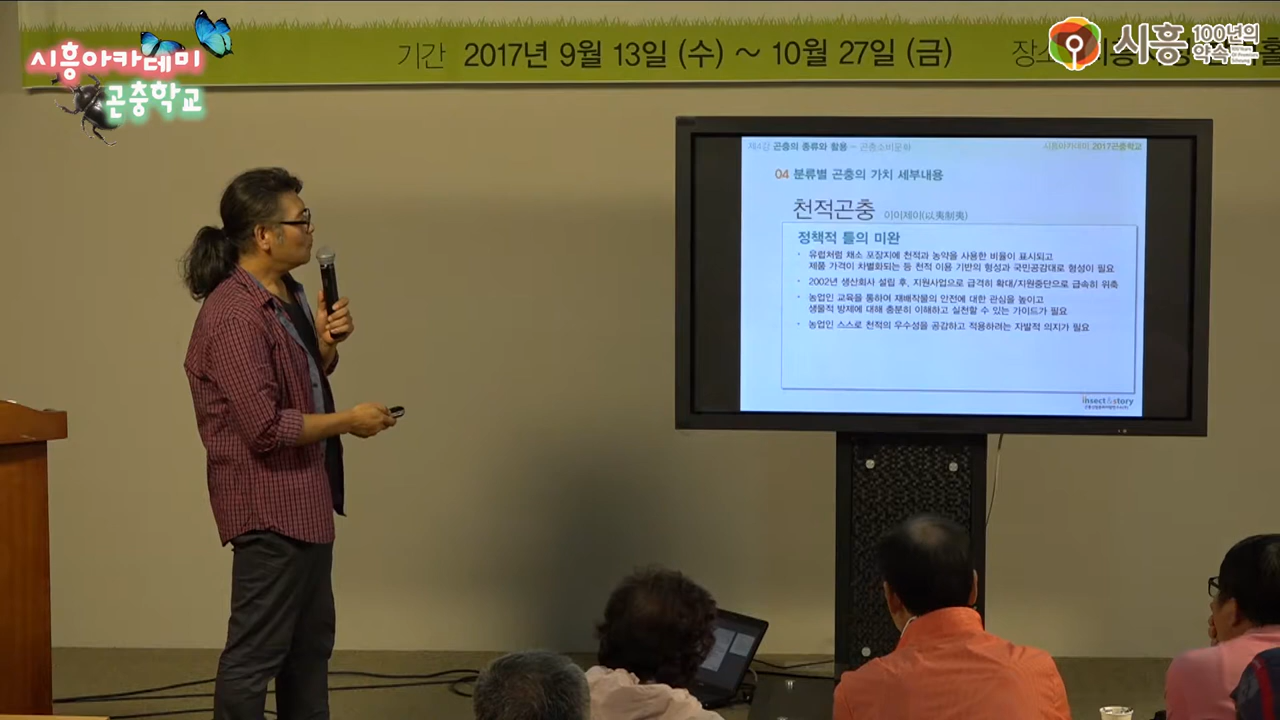 시흥아카데미
곤충학교
기간 2017년 9월 13일 (수) ~ 10월 27일 (금)
시흥 100년의 약속
제4강 곤충의 종류와 활용 - 곤충소비문화
시흥아카데미 2017곤충학교
04 분류별 곤충의 가치 세부내용
천적곤충 이이제이(以夷制夷)
정책적 틀의 미완
• 유럽처럼 채소 포장지에 천적과 농약을 사용한 비율이 표시되고
제품 가격이 차별화되는 등 천적 이용 기반의 형성과 국민공감대로 형성이 필요
• 2002년 생산회사 설립 후, 지원사업으로 급격히 확대/지원중단으로 급속히 위축
• 농업인 교육을 통하여 재배작물의 안전에 대한 관심을 높이고
생물적 방제에 대해 충분히 이해하고 실천할 수 있는 가이드가 필요
• 농업인 스스로 천적의 우수성을 공감하고 적용하려는 자발적 의지가 필요
insect & story